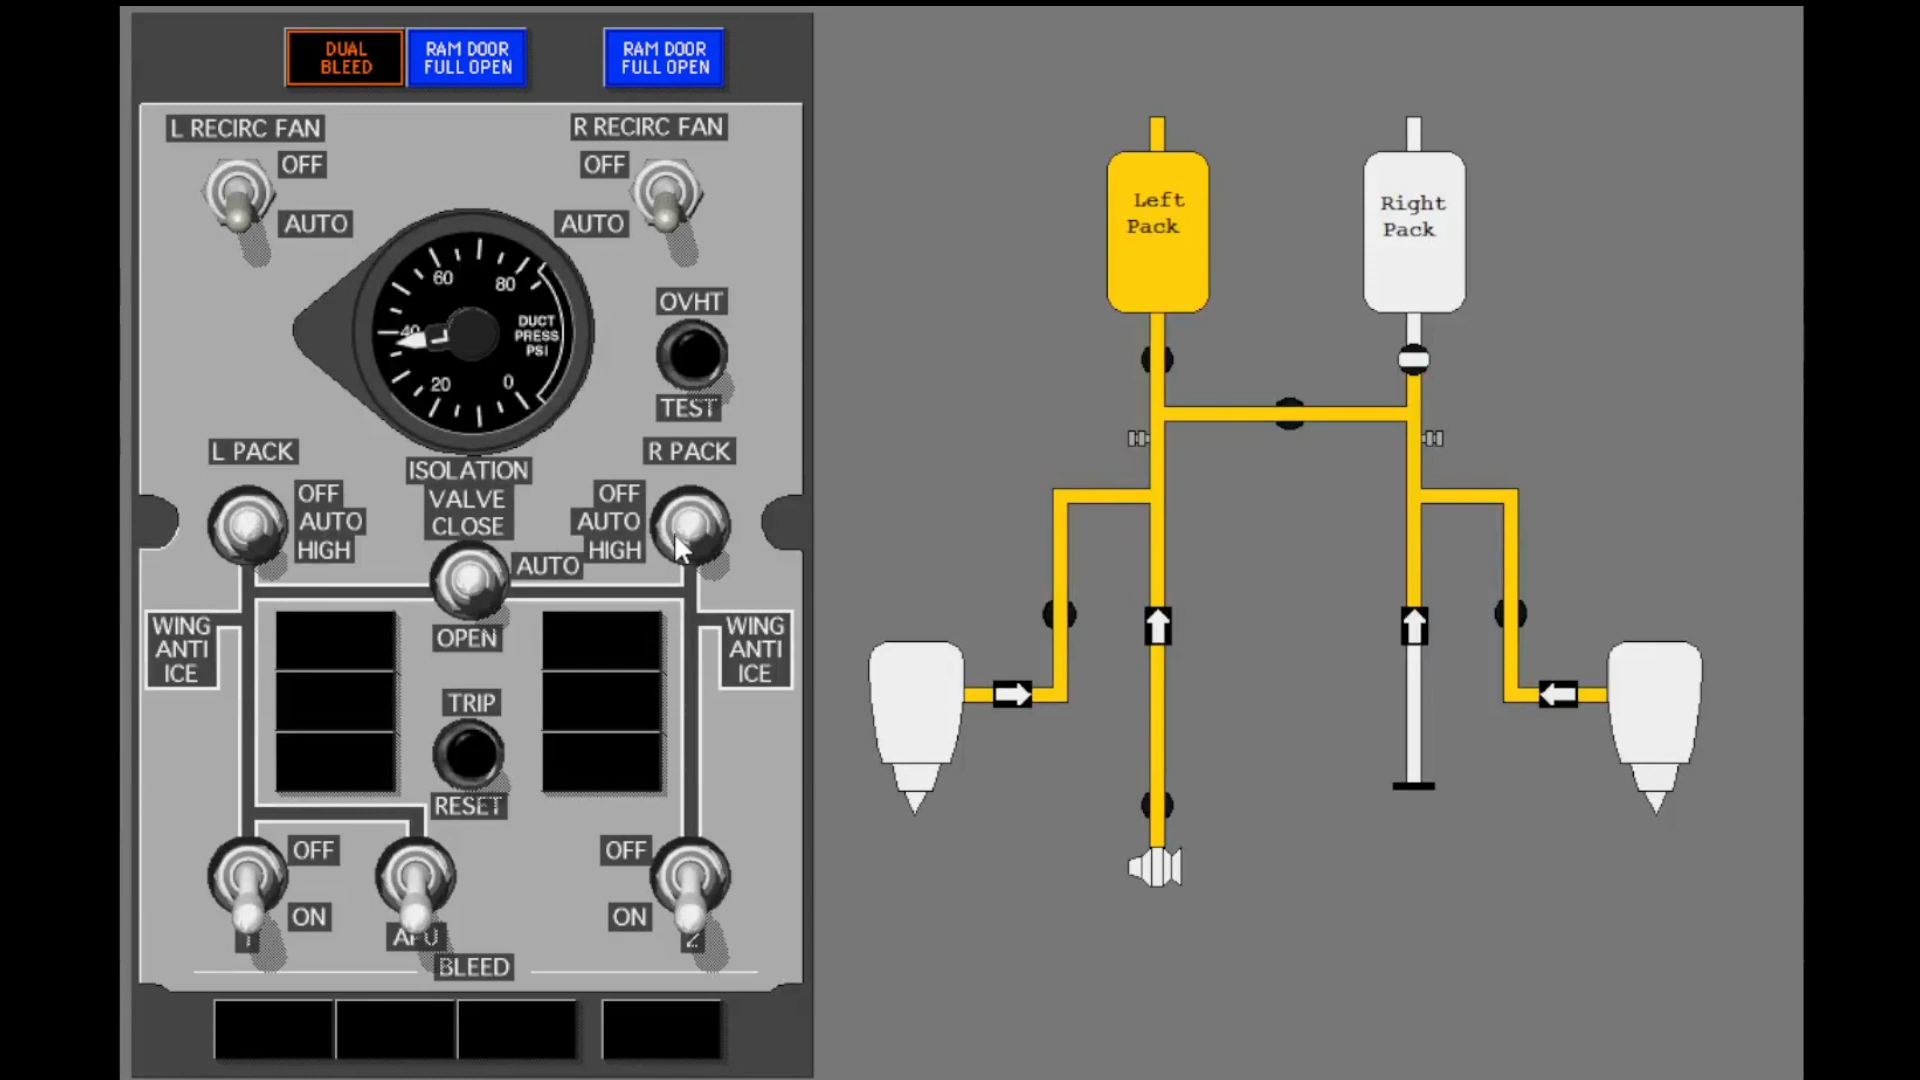 DUAL
BLEED
RAM DOOR
FULL OPEN
RAM DOOR
FULL OPEN
L RECIRC FAN
OFF
AUTO
R RECIRC FAN
OFF
AUTO
60
80
40
20
0
DUCT
PRESS
PSI
OVHT
TEST
L PACK
OFF
AUTO
HIGH
ISOLATION
VALVE
CLOSE
AUTO
OPEN
R PACK
OFF
AUTO
HIGH
WING
ANTI
ICE
WING
ANTI
ICE
TRIP
RESET
OFF
ON
1
APU
BLEED
OFF
ON
2
Left
Pack
Right
Pack